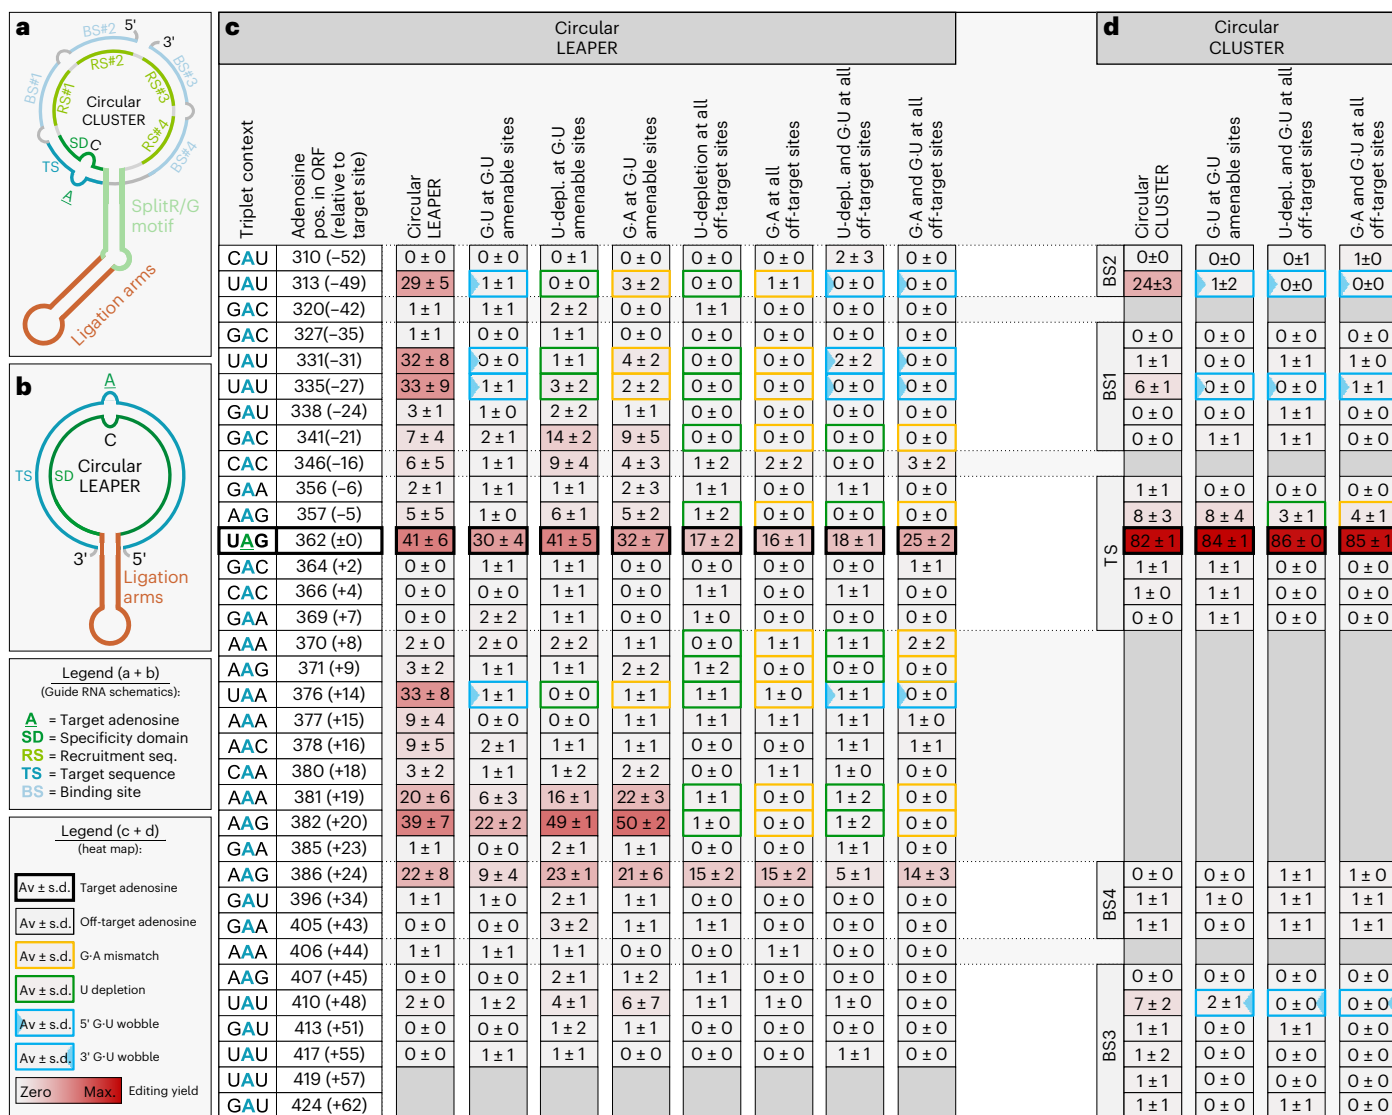 a
BS#2
5'
3'
BS#1
RS#2
BS#3
RS#1
RS#3
Circular
CLUSTER
RS#4
SD
C
BS#4
TS
A
SplitR/G
motif
Ligation arms
b
A
C
TS
SD
Circular
LEAPER
3'
5'
Ligation
arms
Legend (a + b)
(Guide RNA schematics):
A = Target adenosine
SD = Specificity domain
RS = Recruitment seq.
TS = Target sequence
BS = Binding site
Legend (c + d)
(heat map):
Av ± s.d. Target adenosine
Av ± s.d. Off-target adenosine
Av ± s.d. G·A mismatch
Av ± s.d. U depletion
Av ± s.d. 5' G·U wobble
Av ± s.d. 3' G·U wobble
Zero Max. Editing yield
c
Circular
LEAPER
Triplet context
Adenosine
pos. in ORF
(relative to
target site)
Circular
LEAPER
G·U at G·U
amenable sites
U-depl. at G·U
amenable sites
G·A at G·U
amenable sites
U-depletion at all
off-target sites
G·A at all
off-target sites
U-depl. and G·U at all
off-target sites
G·A and G·U at all
off-target sites
CAU 310 (−52) 0 ± 0 0 ± 0 0 ± 1 0 ± 0 0 ± 0 0 ± 0 2 ± 3 0 ± 0
UAU 313 (−49) 29 ± 5 1 ± 1 0 ± 0 3 ± 2 0 ± 0 1 ± 1 0 ± 0 0 ± 0
GAC 320(−42) 1 ± 1 1 ± 1 2 ± 2 0 ± 0 1 ± 1 0 ± 0 0 ± 0 0 ± 0
GAC 327(−35) 1 ± 1 0 ± 0 1 ± 1 0 ± 0 0 ± 0 0 ± 0 0 ± 0 0 ± 0
UAU 331(−31) 32 ± 8 0 ± 0 1 ± 1 4 ± 2 0 ± 0 0 ± 0 2 ± 2 0 ± 0
UAU 335(−27) 33 ± 9 1 ± 1 3 ± 2 2 ± 2 0 ± 0 0 ± 0 0 ± 0 0 ± 0
GAU 338 (−24) 3 ± 1 1 ± 0 2 ± 2 1 ± 1 0 ± 0 0 ± 0 0 ± 0 0 ± 0
GAC 341(−21) 7 ± 4 2 ± 1 14 ± 2 9 ± 5 0 ± 0 0 ± 0 0 ± 0 0 ± 0
CAC 346(−16) 6 ± 5 1 ± 1 9 ± 4 4 ± 3 1 ± 2 2 ± 2 0 ± 0 3 ± 2
GAA 356 (−6) 2 ± 1 1 ± 1 1 ± 1 2 ± 3 1 ± 1 0 ± 0 1 ± 1 0 ± 0
AAG 357 (−5) 5 ± 5 1 ± 0 6 ± 1 5 ± 2 1 ± 2 0 ± 0 0 ± 0 0 ± 0
UAG 362 (±0) 41 ± 6 30 ± 4 41 ± 5 32 ± 7 17 ± 2 16 ± 1 18 ± 1 25 ± 2
GAC 364 (+2) 0 ± 0 1 ± 1 1 ± 1 0 ± 0 0 ± 0 0 ± 0 0 ± 0 1 ± 1
CAC 366 (+4) 0 ± 0 0 ± 0 1 ± 1 0 ± 0 1 ± 1 0 ± 0 1 ± 1 0 ± 0
GAA 369 (+7) 0 ± 0 2 ± 2 1 ± 1 0 ± 0 1 ± 0 0 ± 0 0 ± 0 0 ± 0
AAA 370 (+8) 2 ± 0 2 ± 0 2 ± 2 1 ± 1 0 ± 0 1 ± 1 1 ± 1 2 ± 2
AAG 371 (+9) 3 ± 2 1 ± 1 1 ± 1 2 ± 2 1 ± 2 0 ± 0 0 ± 0 0 ± 0
UAA 376 (+14) 33 ± 8 1 ± 1 0 ± 0 1 ± 1 1 ± 1 1 ± 0 1 ± 1 0 ± 0
AAA 377 (+15) 9 ± 4 0 ± 0 0 ± 0 1 ± 1 1 ± 1 1 ± 1 1 ± 1 1 ± 0
AAC 378 (+16) 9 ± 5 2 ± 1 1 ± 1 1 ± 1 0 ± 0 0 ± 0 1 ± 1 1 ± 1
CAA 380 (+18) 3 ± 2 1 ± 1 1 ± 2 2 ± 2 0 ± 0 1 ± 1 1 ± 0 0 ± 0
AAA 381 (+19) 20 ± 6 6 ± 3 16 ± 1 22 ± 3 1 ± 1 0 ± 0 1 ± 2 0 ± 0
AAG 382 (+20) 39 ± 7 22 ± 2 49 ± 1 50 ± 2 1 ± 0 0 ± 0 1 ± 2 0 ± 0
GAA 385 (+23) 1 ± 1 0 ± 0 2 ± 1 1 ± 1 0 ± 0 0 ± 0 1 ± 1 0 ± 0
AAG 386 (+24) 22 ± 8 9 ± 4 23 ± 1 21 ± 6 15 ± 2 15 ± 2 5 ± 1 14 ± 3
GAU 396 (+34) 1 ± 1 1 ± 0 2 ± 1 1 ± 1 0 ± 0 0 ± 0 0 ± 0 0 ± 0
GAA 405 (+43) 0 ± 0 0 ± 0 3 ± 2 1 ± 1 1 ± 1 0 ± 0 0 ± 0 0 ± 0
AAA 406 (+44) 1 ± 1 1 ± 1 1 ± 1 0 ± 0 0 ± 0 1 ± 1 0 ± 0 0 ± 0
AAG 407 (+45) 0 ± 0 0 ± 0 2 ± 1 1 ± 2 1 ± 1 0 ± 0 0 ± 0 0 ± 0
UAU 410 (+48) 2 ± 0 1 ± 2 4 ± 1 6 ± 7 1 ± 1 1 ± 0 1 ± 0 0 ± 0
GAU 413 (+51) 0 ± 0 0 ± 0 1 ± 2 1 ± 1 0 ± 0 0 ± 0 0 ± 0 0 ± 0
UAU 417 (+55) 0 ± 0 1 ± 1 1 ± 1 0 ± 0 0 ± 0 0 ± 0 1 ± 1 0 ± 0
UAU 419 (+57)
GAU 424 (+62)
d
Circular
CLUSTER
Circular
CLUSTER
G·U at G·U
amenable sites
U-depl. and G·U at all
off-target sites
G·A and G·U at all
off-target sites
BS2
0±0 0±0 0±1 1±0
24±3 1±2 0±0 0±0
BS1
0 ± 0 0 ± 0 0 ± 0 0 ± 0
1 ± 1 0 ± 0 1 ± 1 1 ± 0
6 ± 1 0 ± 0 0 ± 0 1 ± 1
0 ± 0 0 ± 0 1 ± 1 0 ± 0
0 ± 0 1 ± 1 1 ± 1 0 ± 0
TS
1 ± 1 0 ± 0 0 ± 0 0 ± 0
8 ± 3 8 ± 4 3 ± 1 4 ± 1
82 ± 1 84 ± 1 86 ± 0 85 ± 1
1 ± 1 1 ± 1 0 ± 0 0 ± 0
1 ± 0 1 ± 1 0 ± 0 0 ± 0
0 ± 0 1 ± 1 0 ± 0 0 ± 0
BS4
0 ± 0 0 ± 0 1 ± 1 1 ± 0
1 ± 1 1 ± 0 1 ± 1 1 ± 1
1 ± 1 0 ± 0 1 ± 1 1 ± 1
BS3
0 ± 0 0 ± 0 0 ± 0 0 ± 0
7 ± 2 2 ± 1 0 ± 0 0 ± 0
1 ± 1 0 ± 0 1 ± 1 0 ± 0
1 ± 2 0 ± 0 0 ± 0 0 ± 0
1 ± 1 0 ± 0 0 ± 0 0 ± 0
1 ± 1 0 ± 0 1 ± 1 0 ± 0